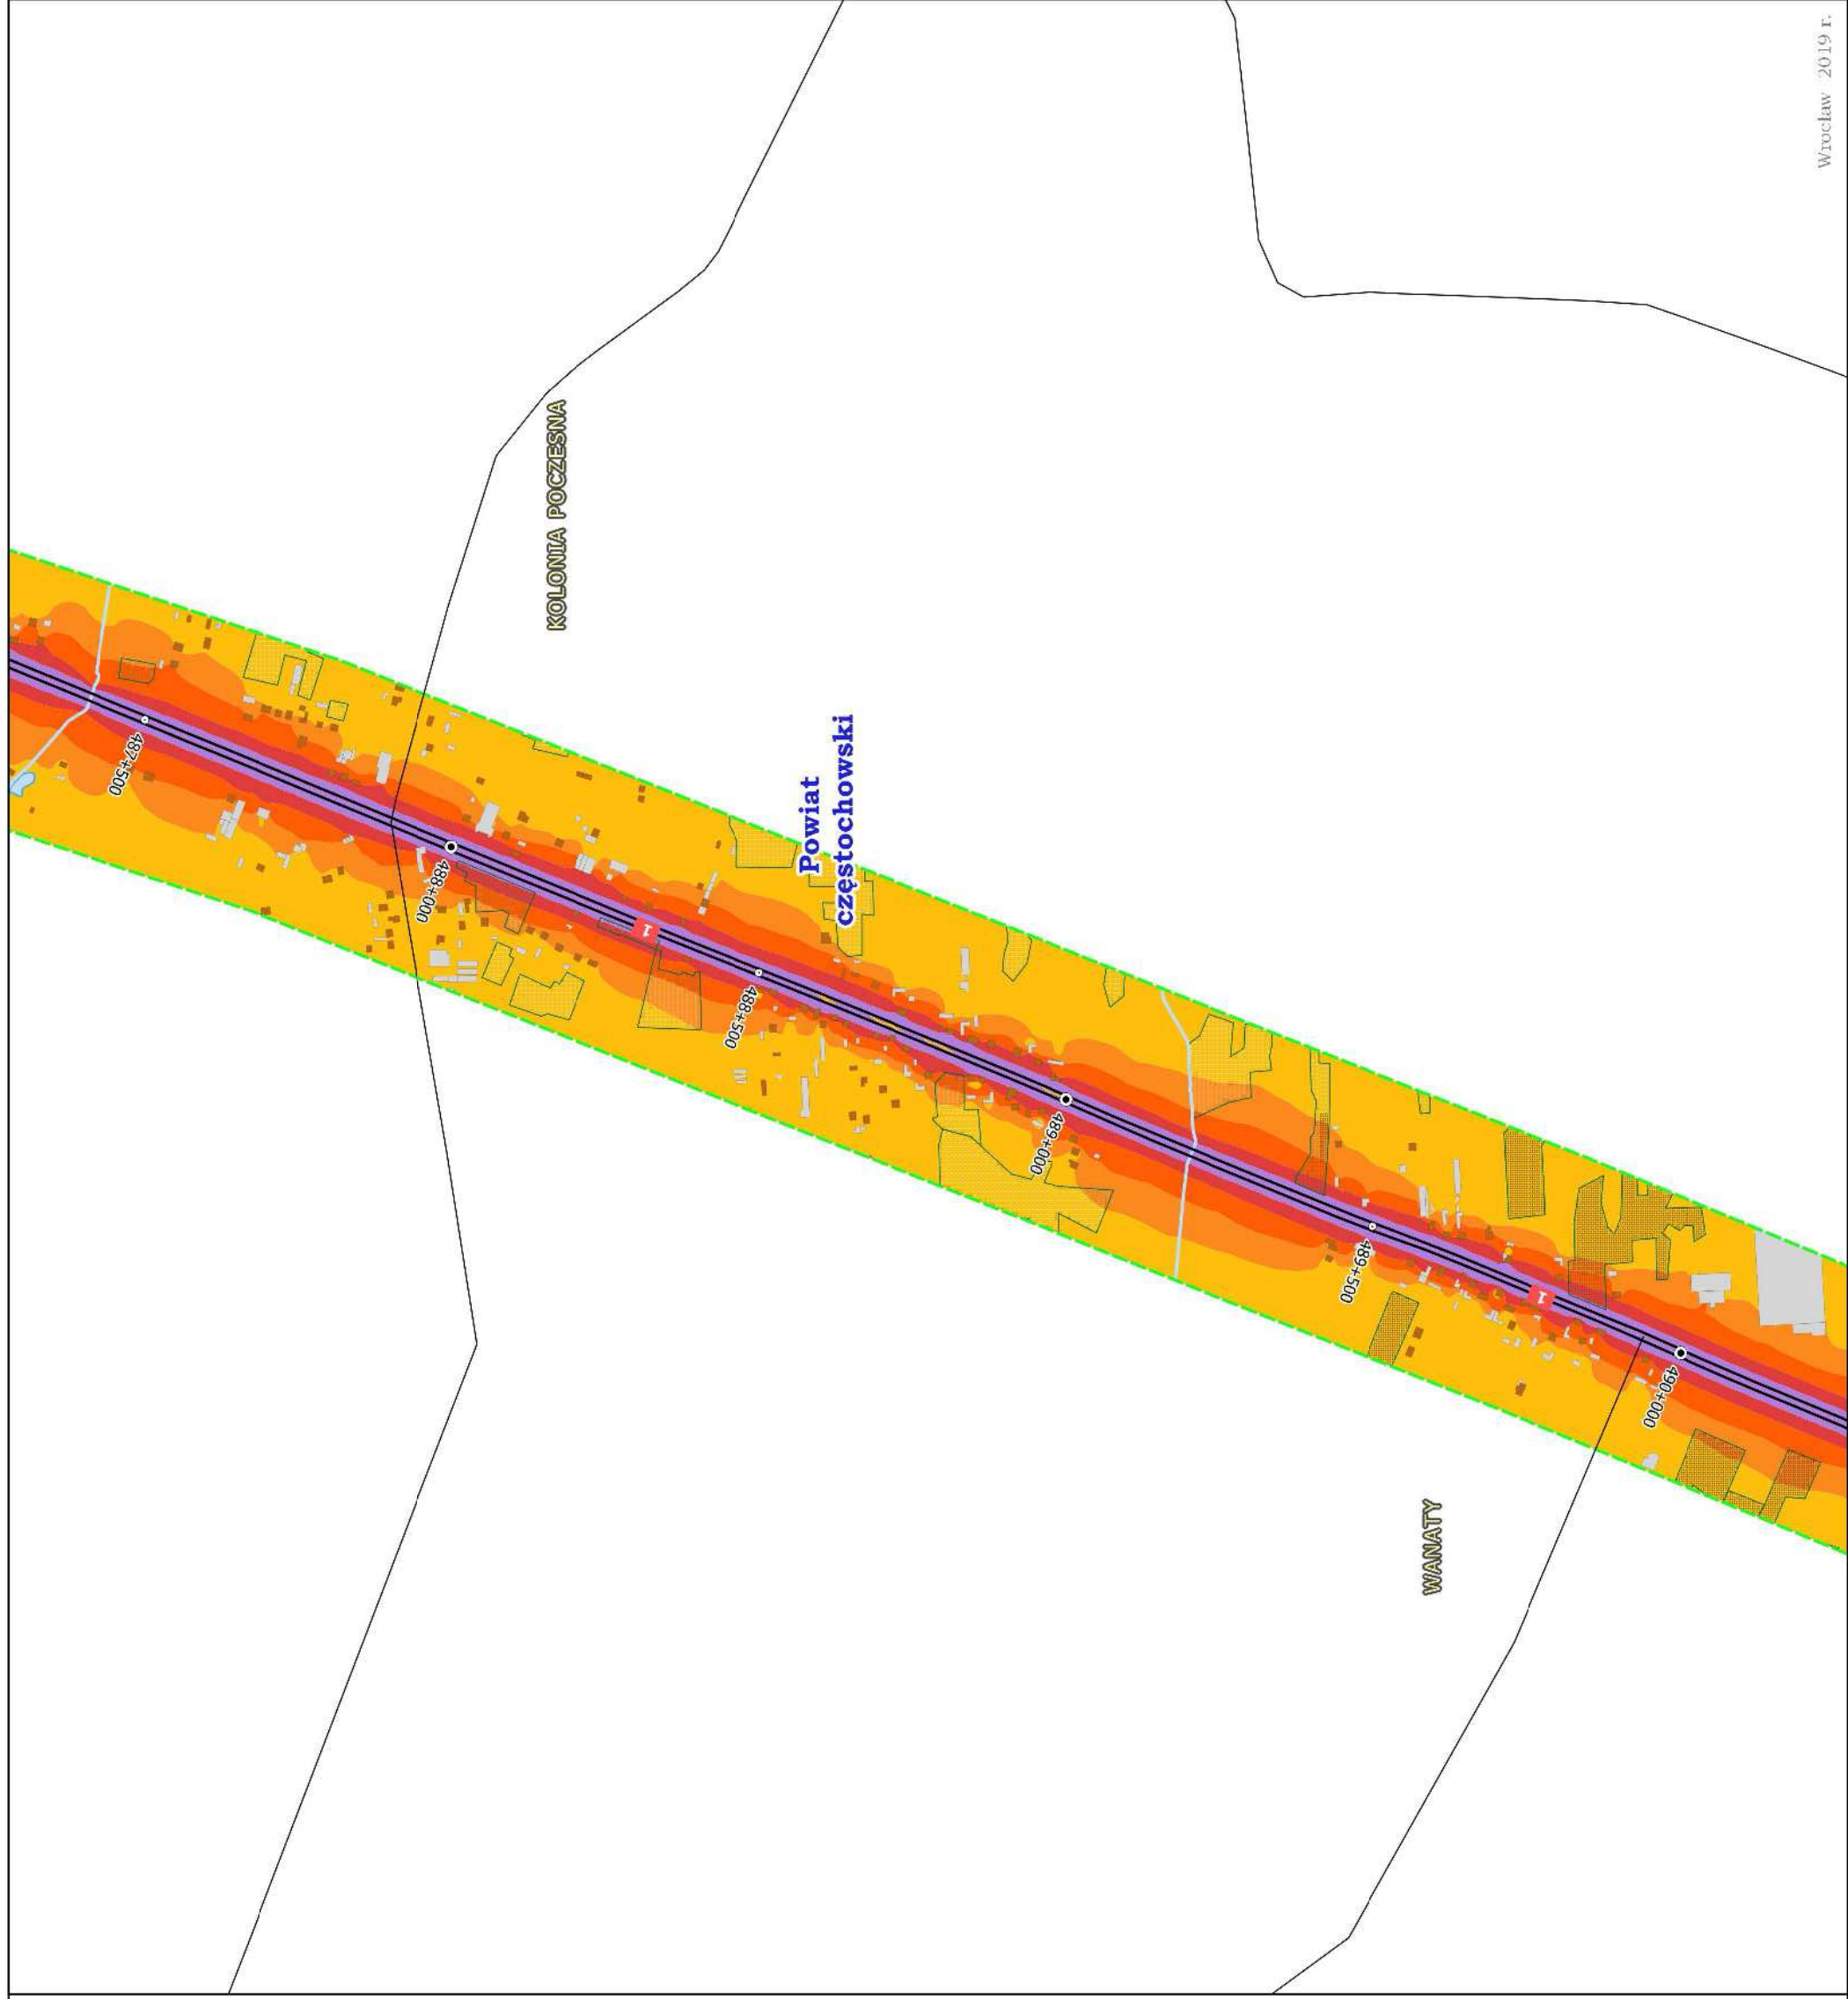 Wrocław 2019 r.
KOLONIA POCZESNA
Powiat
częstochowski
487+500
488+000
1
488+500
489+000
489+500
1
490+000
WANATY